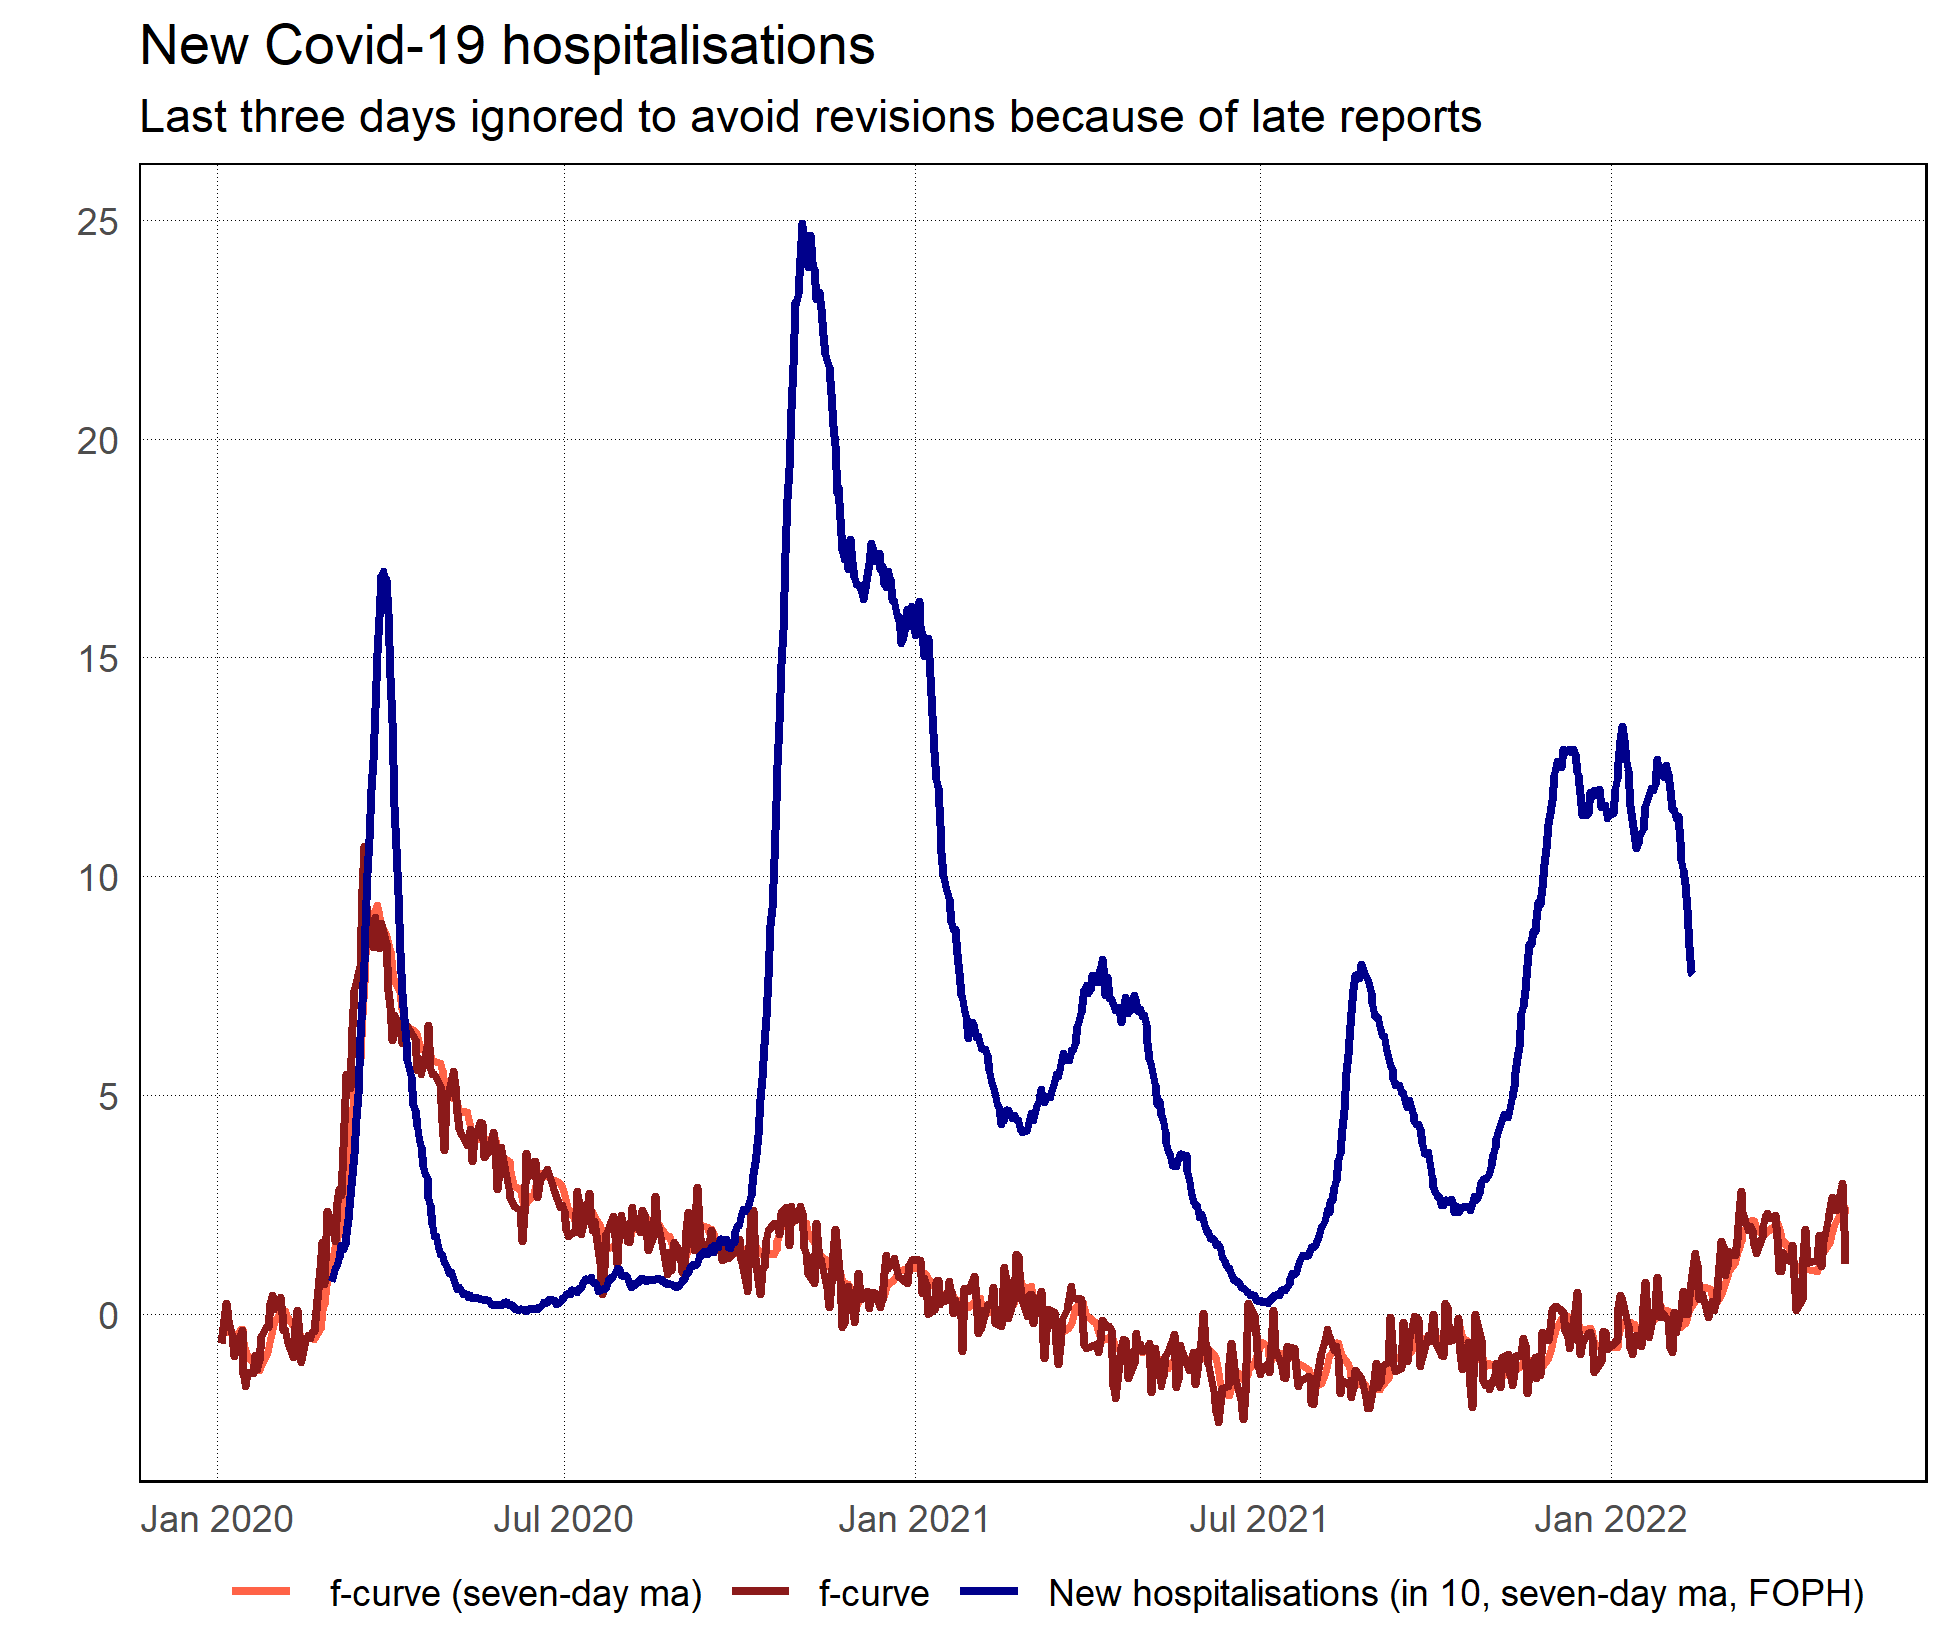 New Covid-19 hospitalisations
Last three days ignored to avoid revisions because of late reports
25
20
15
10
5
0
Jan 2020 Jul 2020 Jan 2021 Jul 2021 Jan 2022
f-curve (seven-day ma) f-curve New hospitalisations (in 10, seven-day ma, FOPH)